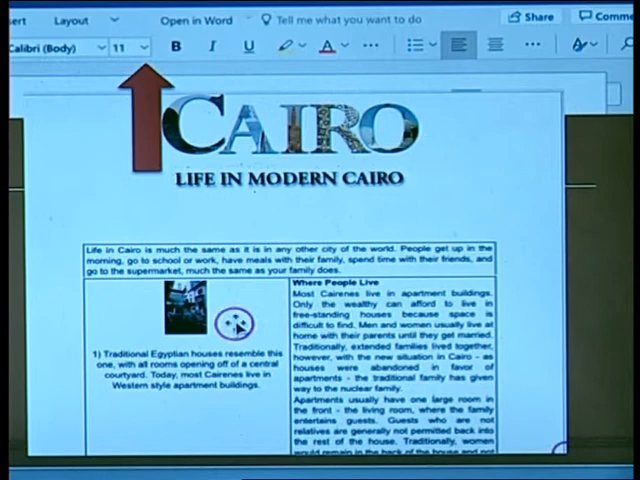 Layout
Open in Word
Tell me what you want to do
Share
Calibri (Body)
11
B
I
U
A
A
CAIRO
LIFE IN MODERN CAIRO
Life in Cairo is much the same as it is in any other city of the world. People get up in the
morning, go to school or work, have meals with their family, spend time with their friends, and
go to the supermarket, much the same as your family does.
1) Traditional Egyptian houses resemble this
one, with all rooms opening off of a central
courtyard. Today, most Cairenes live in
Western style apartment buildings.
Where People Live
Most Cairenes live in apartment buildings.
Only the wealthy can afford to live in
free-standing houses because space is
difficult to find. Men and women usually live at
home with their parents until they get married.
Traditionally, extended families lived together,
however, with the new situation in Cairo - as
houses were abandoned in favor of
apartments - the traditional family has given
way to the nuclear family.
Apartments usually have one large room in
the front - the living room, where the family
entertains guests. Guests who are not
relatives are generally not permitted back into
the rest of the house. Traditionally, women
would remain in the back of the house and not